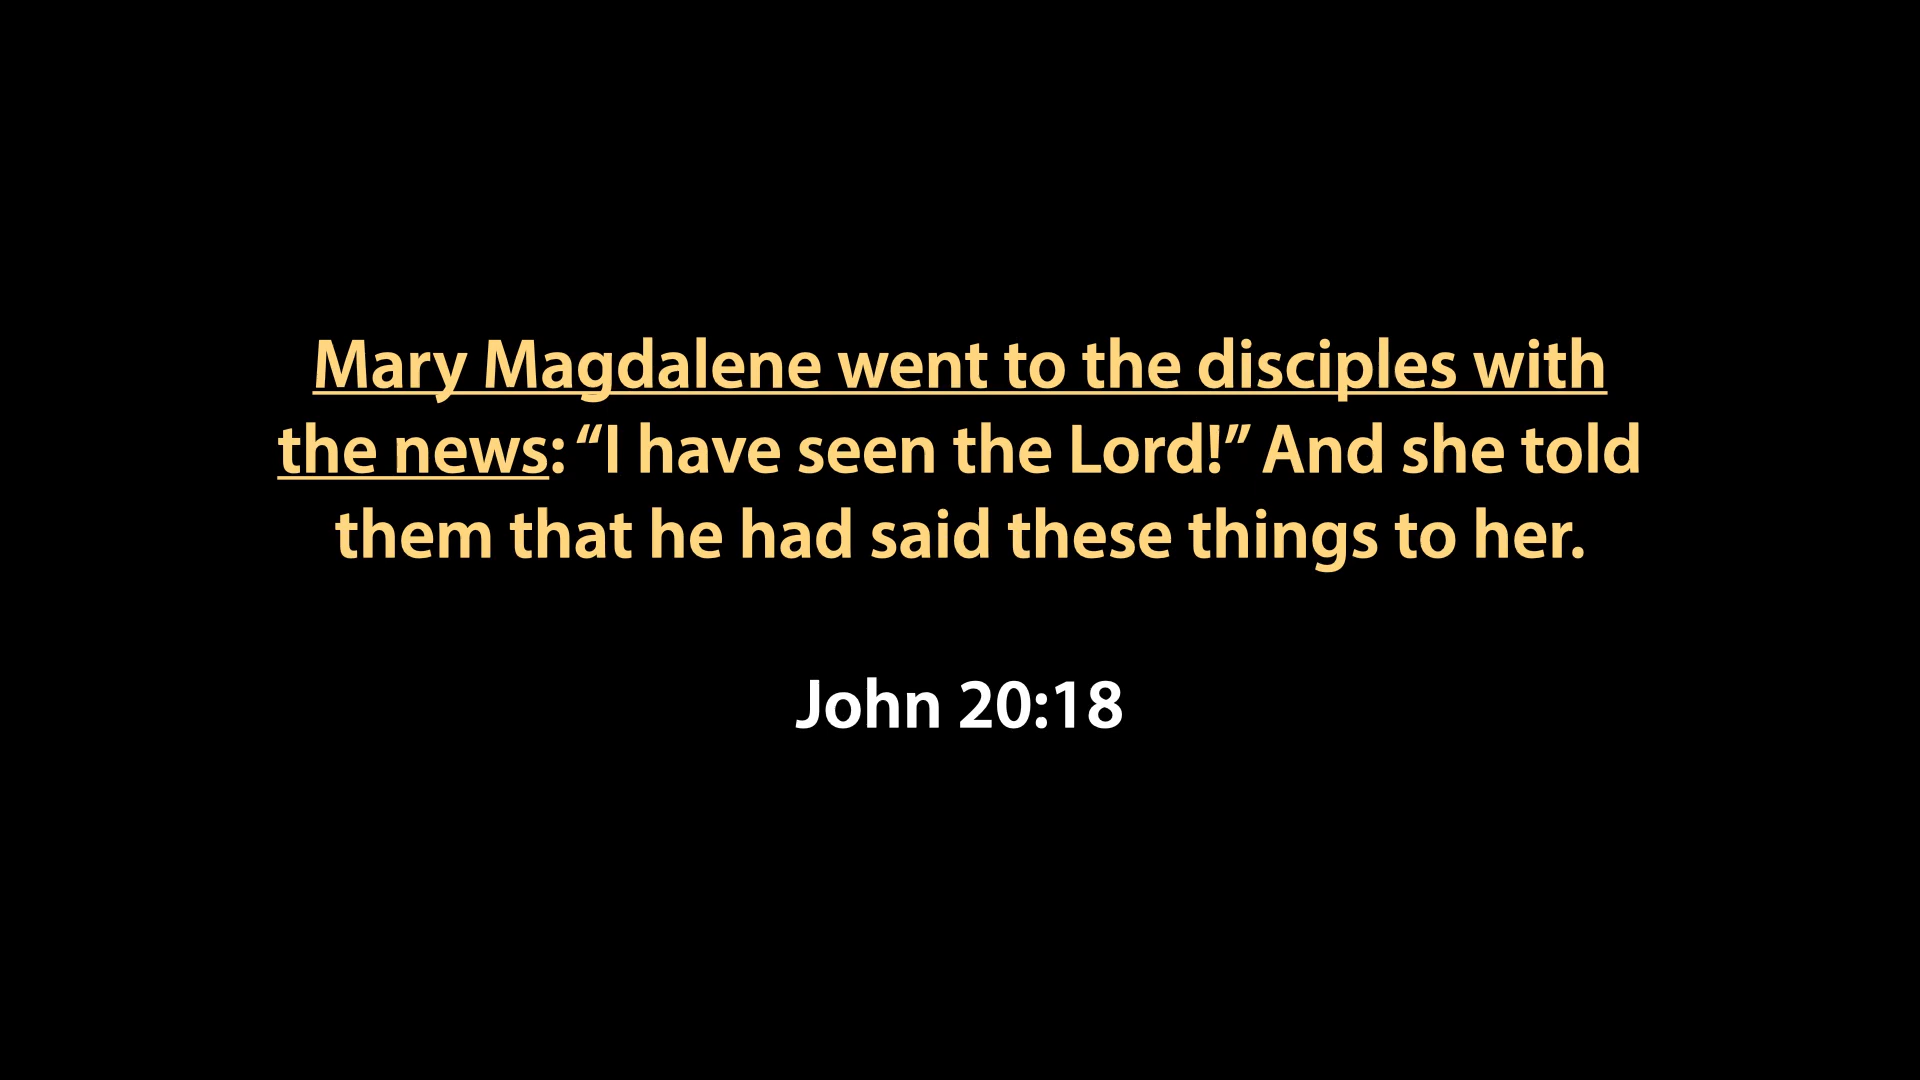 Mary Magdalene went to the disciples with
the news: “I have seen the Lord!” And she told
them that he had said these things to her.
John 20:18